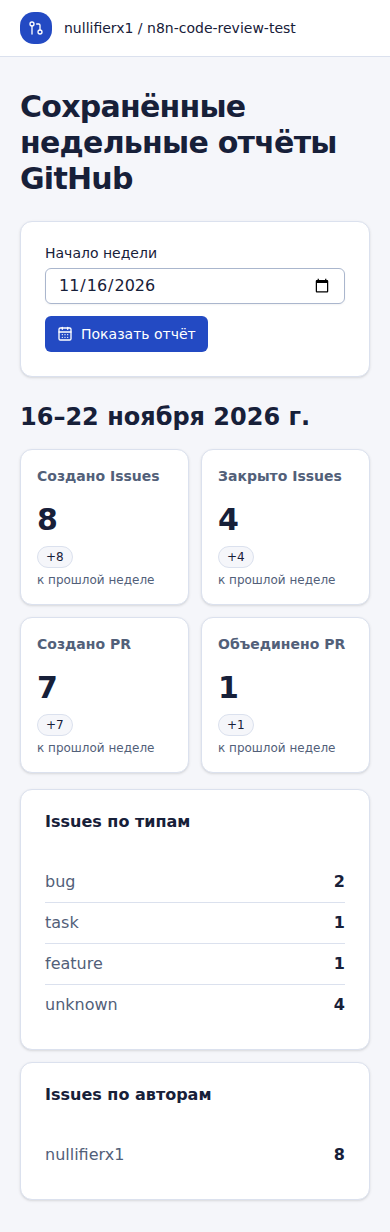 nullifierx1 / n8n-code-review-test
Сохранённые
недельные отчёты
GitHub
Начало недели
11/16/2026
Показать отчёт
16–22 ноября 2026 г.
Создано Issues
8
+8
к прошлой неделе
Закрыто Issues
4
+4
к прошлой неделе
Создано PR
7
+7
к прошлой неделе
Объединено PR
1
+1
к прошлой неделе
Issues по типам
bug 2
task 1
feature 1
unknown 4
Issues по авторам
nullifierx1 8